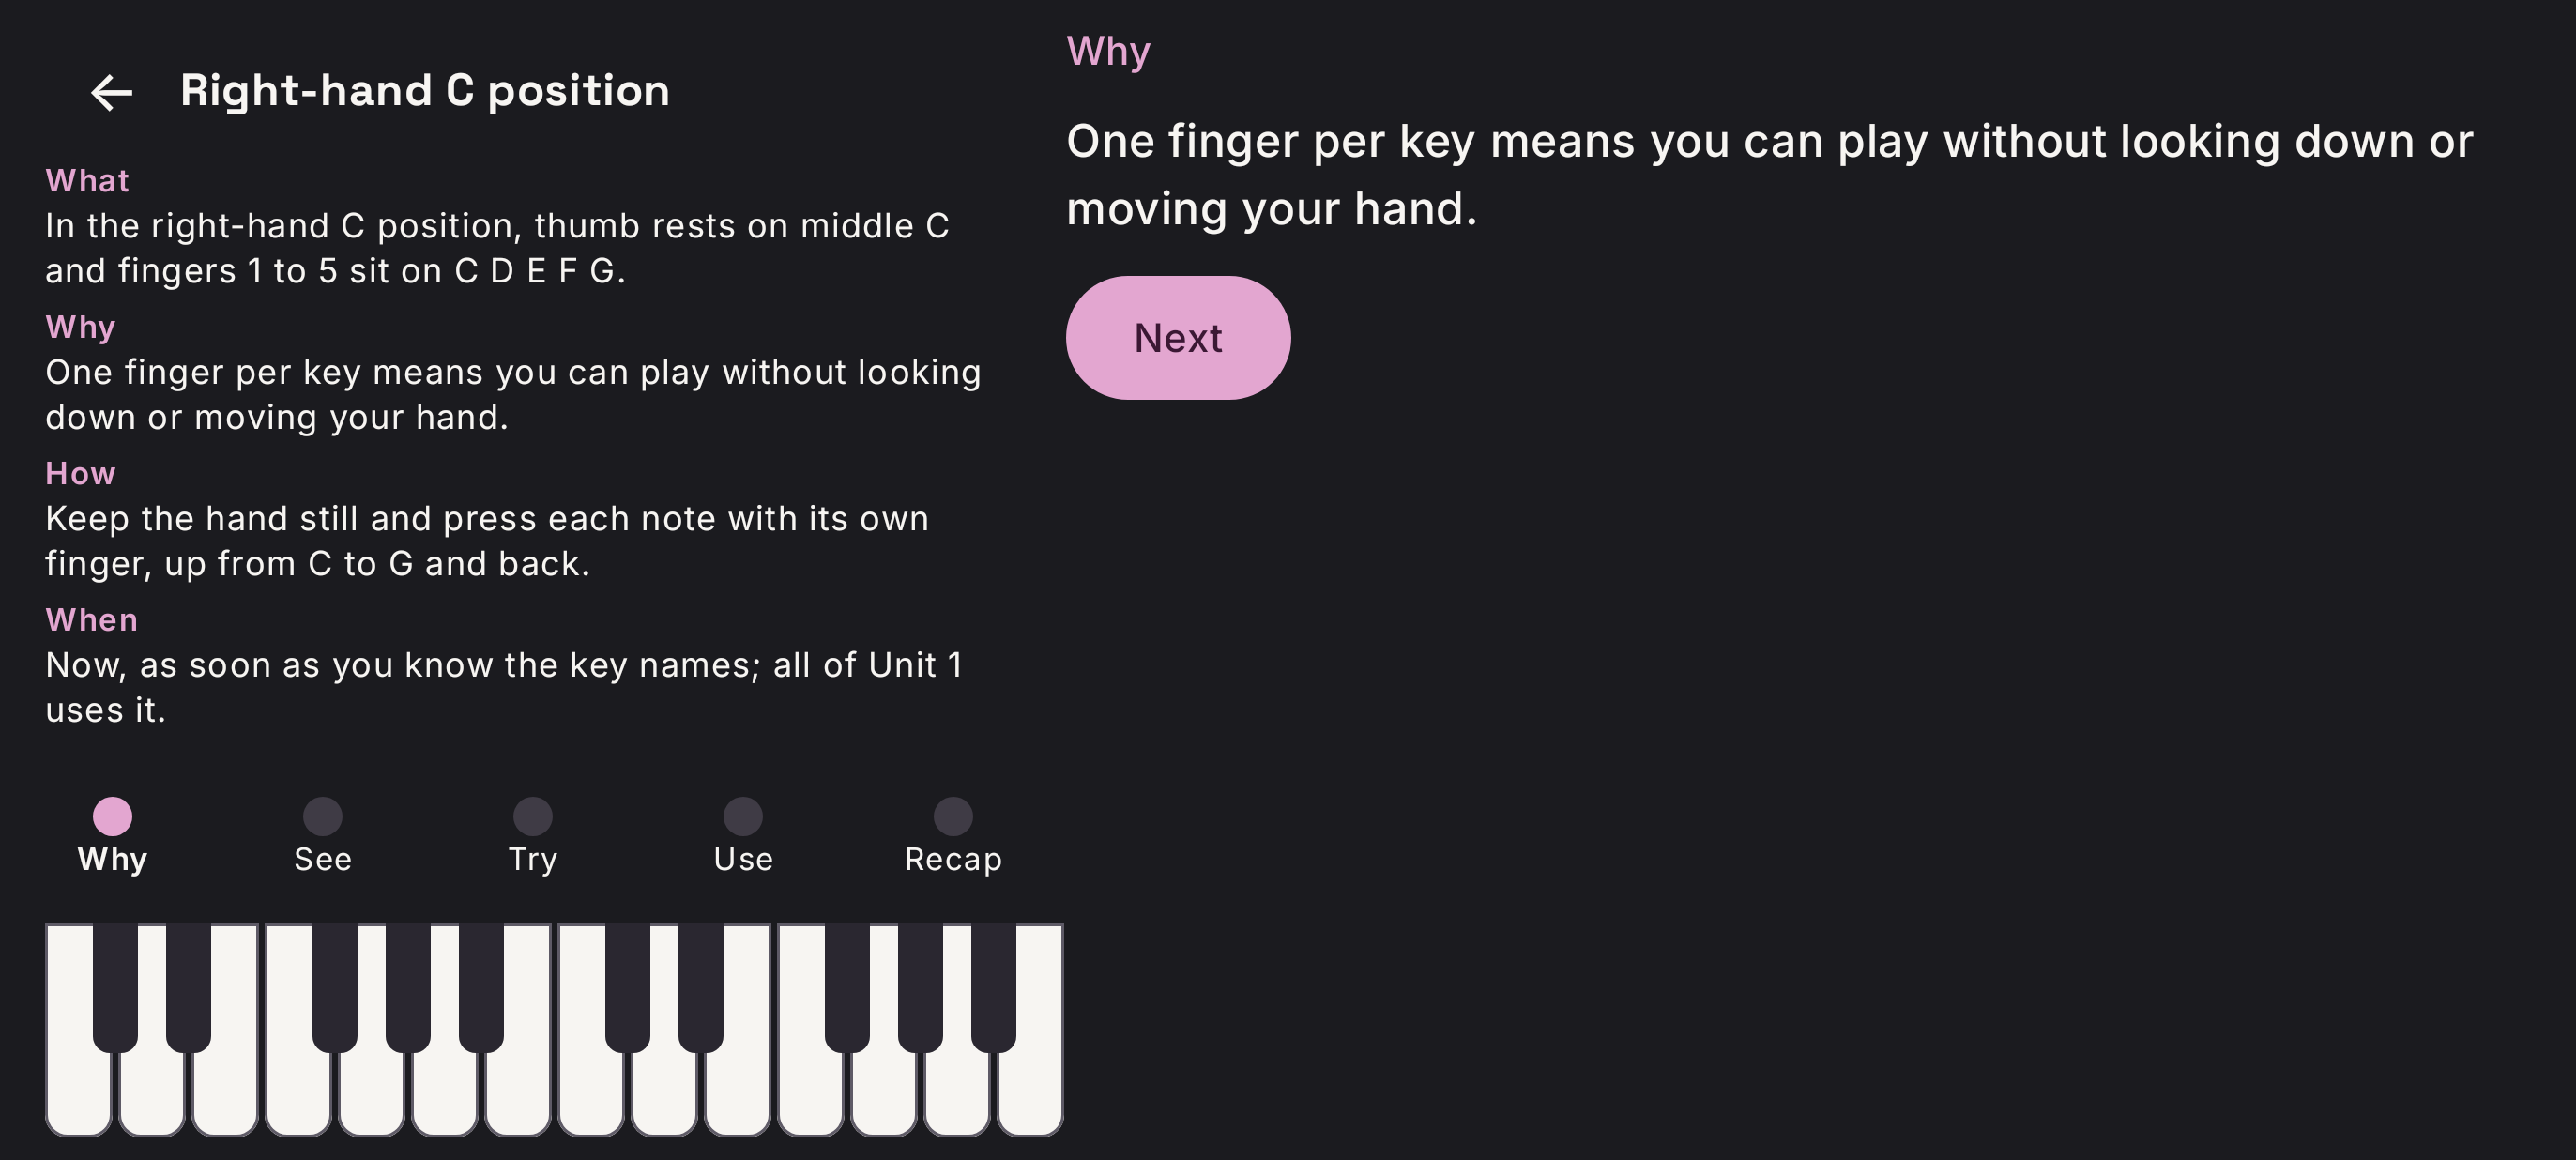 Right-hand C position
What
In the right-hand C position, thumb rests on middle C
and fingers 1 to 5 sit on C D E F G.
Why
One finger per key means you can play without looking
down or moving your hand.
How
Keep the hand still and press each note with its own
finger, up from C to G and back.
When
Now, as soon as you know the key names; all of Unit 1
uses it.
Why
See
Try
Use
Recap
Why
One finger per key means you can play without looking down or
moving your hand.
Next